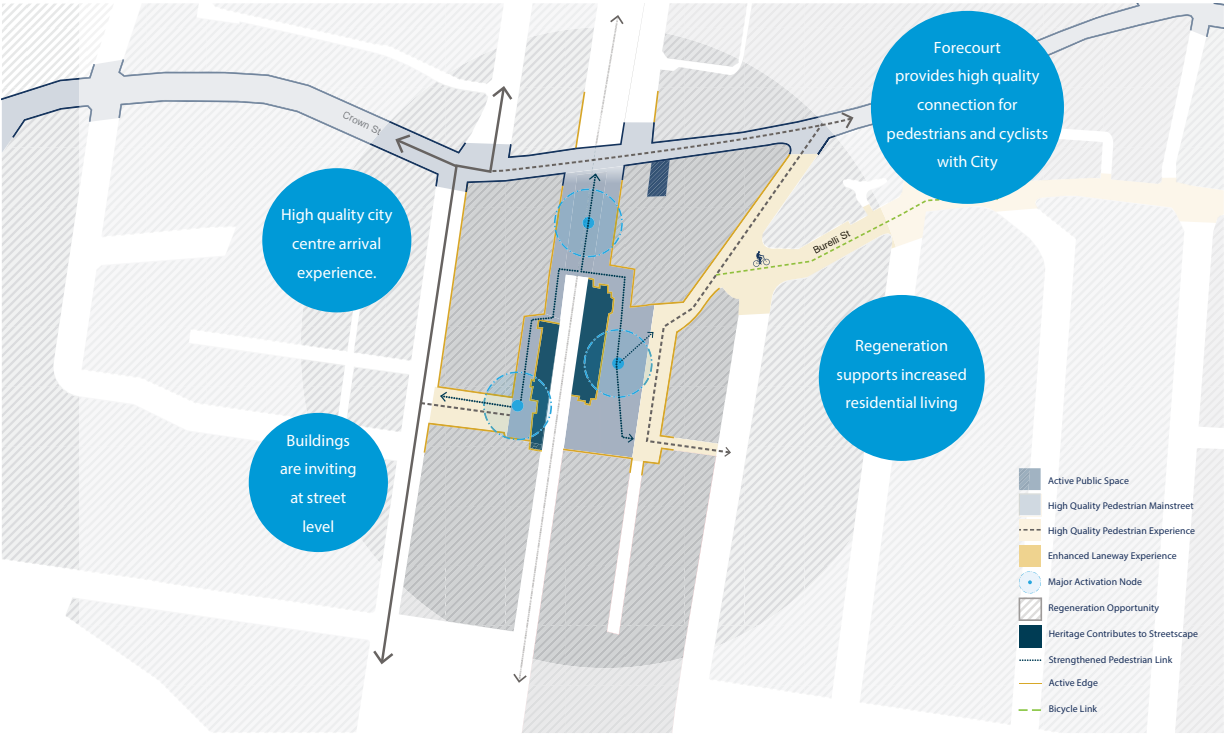 Forecourt
provides high quality
connection for
pedestrians and cyclists
with City
Crown St
High quality city
centre arrival
experience.
Burelli St
Regeneration
supports increased
residential living
Buildings
are inviting
at street
level
Active Public Space
High Quality Pedestrian Mainstreet
High Quality Pedestrian Experience
Enhanced Laneway Experience
Major Activation Node
Regeneration Opportunity
Heritage Contributes to Streetscape
Strengthened Pedestrian Link
Active Edge
Bicycle Link